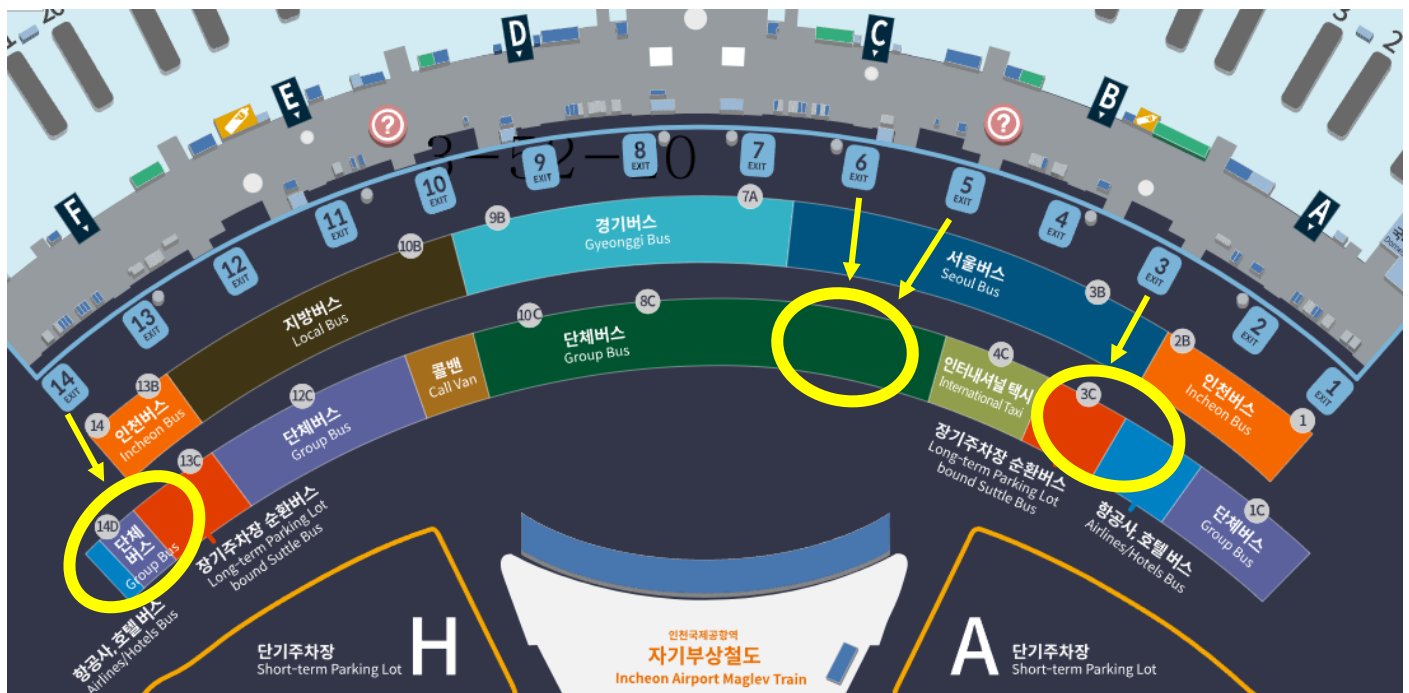 20
D
C
3
2
E
B
F
A
3-52-20
?
?
9
EXIT
8
EXIT
7
EXIT
6
EXIT
10
EXIT
5
EXIT
11
EXIT
4
EXIT
12
EXIT
3
EXIT
13
EXIT
2
EXIT
14
EXIT
1
EXIT
7A
9B
경기버스
Gyeonggi Bus
10B
서울버스
Seoul Bus
3B
지방버스
Local Bus
2B
13B
인천버스
Incheon Bus
14
인천버스
Incheon Bus
1
8C
10C
단체버스
Group Bus
4C
인터내셔널 택시
International Taxi
콜밴
Call Van
12C
단체버스
Group Bus
3C
13C
장기주차장 순환버스
Long-term Parking Lot
bound Suttle Bus
장기주차장 순환버스
Long-term Parking Lot
bound Suttle Bus
14D
단체
버스
Group Bus
항공사, 호텔 버스
Airlines/Hotels Bus
1C
단체버스
Group Bus
항공사, 호텔 버스
Airlines/Hotels Bus
H
단기주차장
Short-term Parking Lot
인천국제공항역
자기부상철도
Incheon Airport Maglev Train
A
단기주차장
Short-term Parking Lot